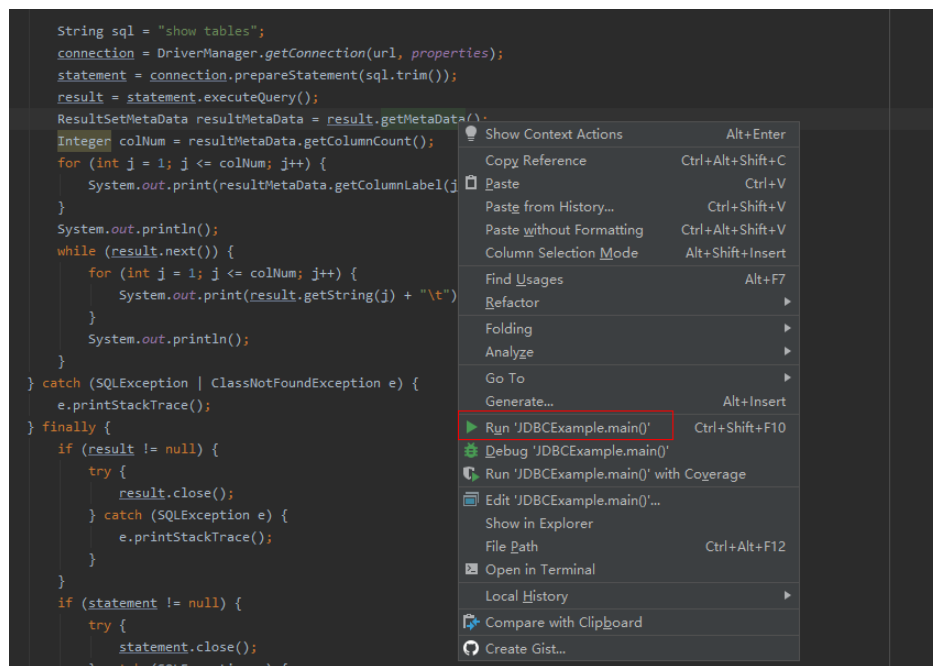 String sql = "show tables";
connection = DriverManager.getConnection(url, properties);
statement = connection.prepareStatement(sql.trim());
result = statement.executeQuery();
ResultSetMetaData resultMetaData = result.getMetaData();
Integer colNum = resultMetaData.getColumnCount();
for (int j = 1; j <= colNum; j++) {
System.out.print(resultMetaData.getColumnLabel(j
}
System.out.println();
while (result.next()) {
for (int j = 1; j <= colNum; j++) {
System.out.print(result.getString(j) + "\t")
}
System.out.println();
}
} catch (SQLException | ClassNotFoundException e) {
e.printStackTrace();
} finally {
if (result != null) {
try {
result.close();
} catch (SQLException e) {
e.printStackTrace();
}
}
if (statement != null) {
try {
statement.close();
Show Context Actions Alt+Enter
Copy Reference Ctrl+Alt+Shift+C
Paste Ctrl+V
Paste from History... Ctrl+Shift+V
Paste without Formatting Ctrl+Alt+Shift+V
Column Selection Mode Alt+Shift+Insert
Find Usages Alt+F7
Refactor
Folding
Analyze
Go To
Generate... Alt+Insert
Run 'JDBCExample.main()' Ctrl+Shift+F10
Debug 'JDBCExample.main()'
Run 'JDBCExample.main()' with Coverage
Edit 'JDBCExample.main()'...
Show in Explorer
File Path Ctrl+Alt+F12
Open in Terminal
Local History
Compare with Clipboard
Create Gist...